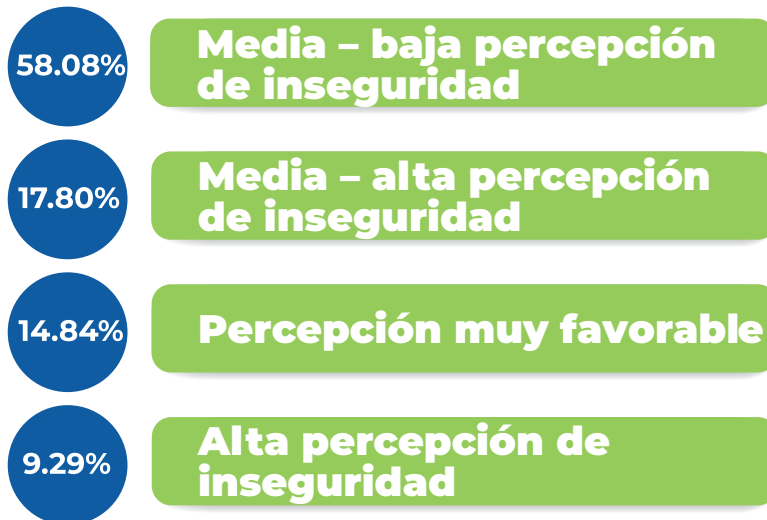 58.08%
Media – baja percepción
de inseguridad
17.80%
Media – alta percepción
de inseguridad
14.84%
Percepción muy favorable
9.29%
Alta percepción de
inseguridad